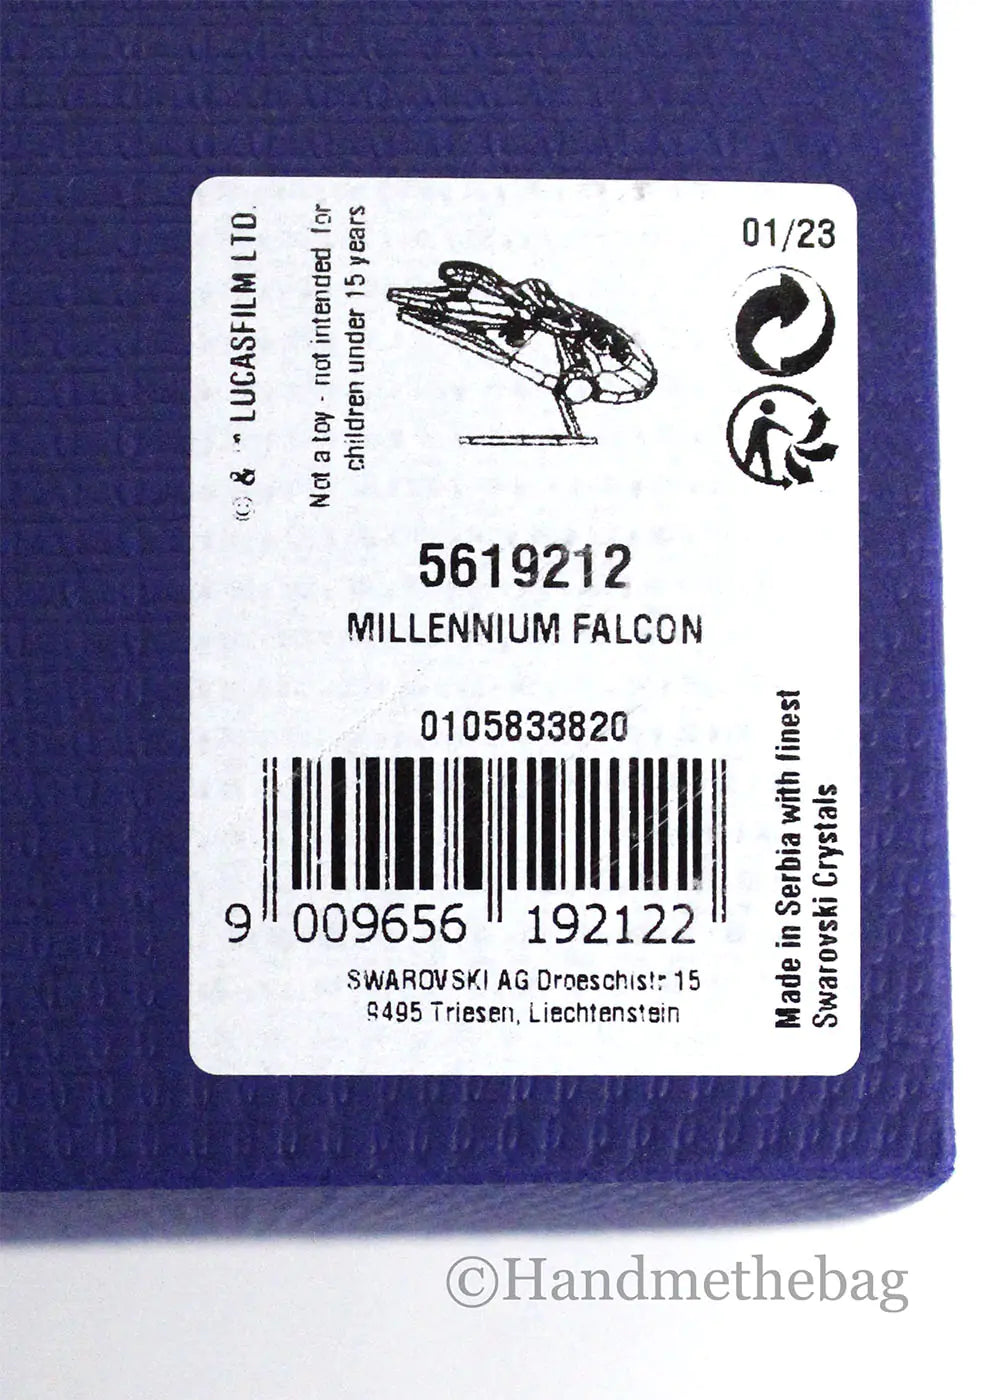 © & ™ LUCASFILM LTD.
Not a toy - not intended for
children under 15 years
01/23
5619212
MILLENNIUM FALCON
0105833820
9 009656 192122
SWAROVSKI AG Droeschistr. 15
9495 Triesen, Liechtenstein
Made in Serbia with finest
Swarovski Crystals
©Handmethebag